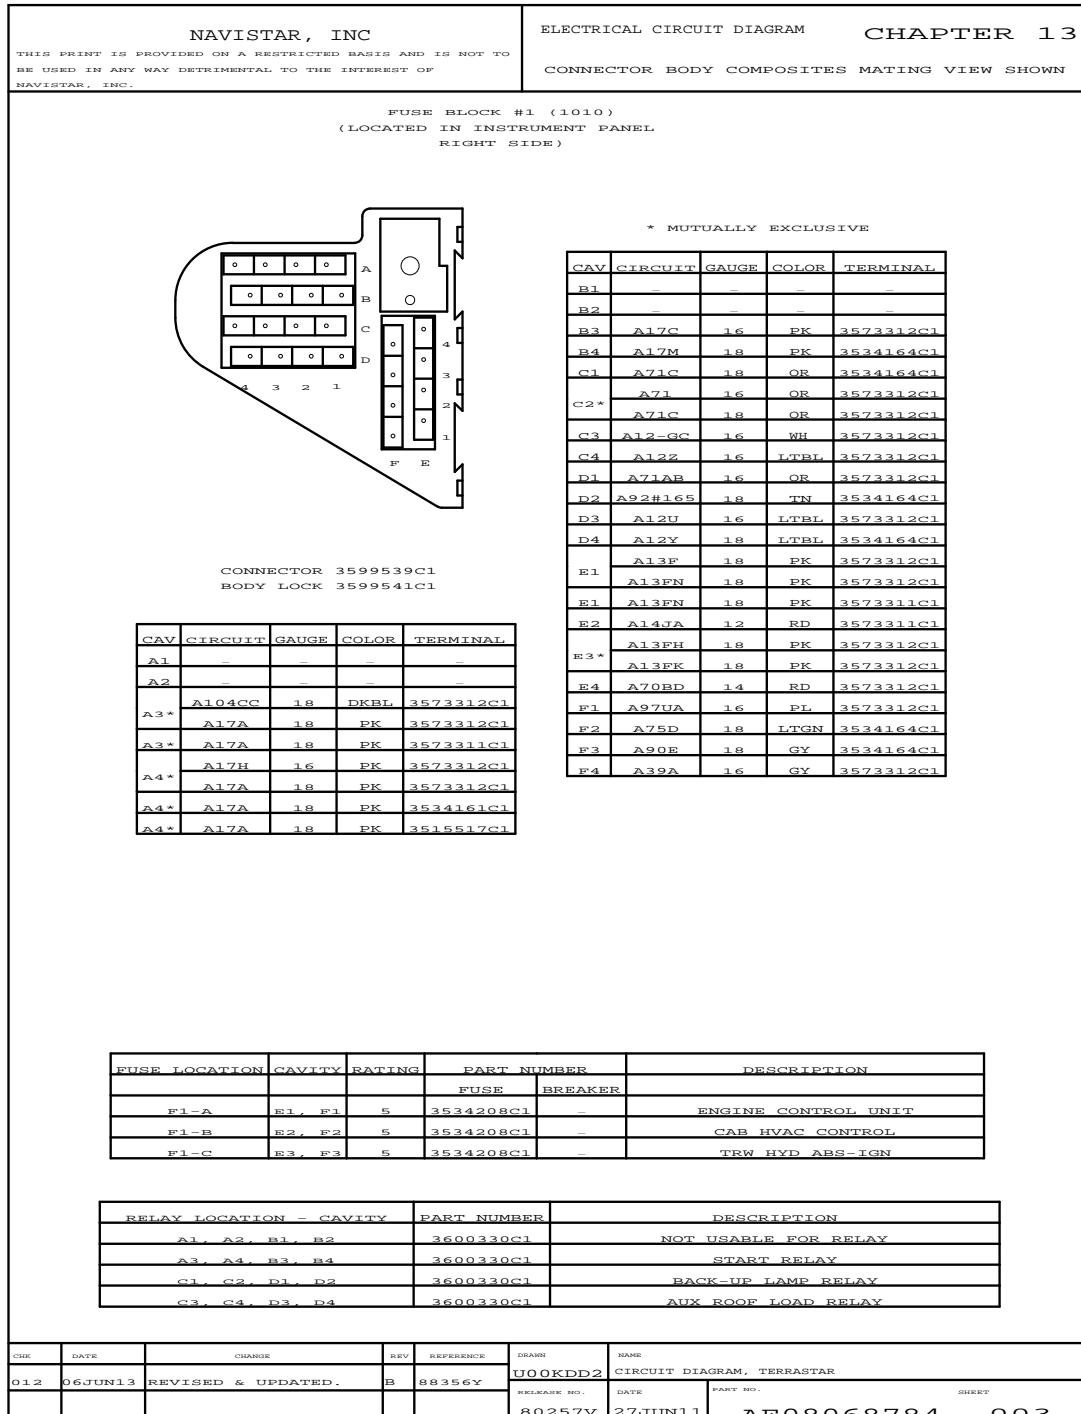 NAVISTAR, INC
THIS PRINT IS PROVIDED ON A RESTRICTED BASIS AND IS NOT TO
BE USED IN ANY WAY DETRIMENTAL TO THE INTEREST OF
NAVISTAR, INC.
ELECTRICAL CIRCUIT DIAGRAM CHAPTER 13
CONNECTOR BODY COMPOSITES MATING VIEW SHOWN
FUSE BLOCK #1 (1010)
(LOCATED IN INSTRUMENT PANEL
RIGHT SIDE)
A
B
C
D
4 3 2 1
4
3
2
1
F E
CONNECTOR 3599539C1
BODY LOCK 3599541C1
CAV CIRCUIT GAUGE COLOR TERMINAL
A1 - - - -
A2 - - - -
A3* A104CC 18 DKBL 3573312C1
A17A 18 PK 3573312C1
A3* A17A 18 PK 3573311C1
A4* A17H 16 PK 3573312C1
A17A 18 PK 3573312C1
A4* A17A 18 PK 3534161C1
A4* A17A 18 PK 3515517C1
* MUTUALLY EXCLUSIVE
CAV CIRCUIT GAUGE COLOR TERMINAL
B1 - - - -
B2 - - - -
B3 A17C 16 PK 3573312C1
B4 A17M 18 PK 3534164C1
C1 A71C 18 OR 3534164C1
C2* A71 16 OR 3573312C1
A71C 18 OR 3573312C1
C3 A12-GC 16 WH 3573312C1
C4 A12Z 16 LTBL 3573312C1
D1 A71AB 16 OR 3573312C1
D2 A92#165 18 TN 3534164C1
D3 A12U 16 LTBL 3573312C1
D4 A12Y 18 LTBL 3534164C1
E1 A13F 18 PK 3573312C1
A13FN 18 PK 3573312C1
E1 A13FN 18 PK 3573311C1
E2 A14JA 12 RD 3573311C1
E3* A13FH 18 PK 3573312C1
A13FK 18 PK 3573312C1
E4 A70BD 14 RD 3573312C1
F1 A97UA 16 PL 3573312C1
F2 A75D 18 LTGN 3534164C1
F3 A90E 18 GY 3534164C1
F4 A39A 16 GY 3573312C1
FUSE LOCATION CAVITY RATING PART NUMBER DESCRIPTION
FUSE BREAKER
F1-A E1, F1 5 3534208C1 - ENGINE CONTROL UNIT
F1-B E2, F2 5 3534208C1 - CAB HVAC CONTROL
F1-C E3, F3 5 3534208C1 - TRW HYD ABS-IGN
RELAY LOCATION - CAVITY PART NUMBER DESCRIPTION
A1, A2, B1, B2 3600330C1 NOT USABLE FOR RELAY
A3, A4, B3, B4 3600330C1 START RELAY
C1, C2, D1, D2 3600330C1 BACK-UP LAMP RELAY
C3, C4, D3, D4 3600330C1 AUX ROOF LOAD RELAY
CHK DATE CHANGE REV REFERENCE DRAWN NAME
012 06JUN13 REVISED & UPDATED. B 88356Y U00KDD2 CIRCUIT DIAGRAM, TERRASTAR
RELEASE NO. DATE PART NO. SHEET
80257V 27JUN11 AE08068784 003